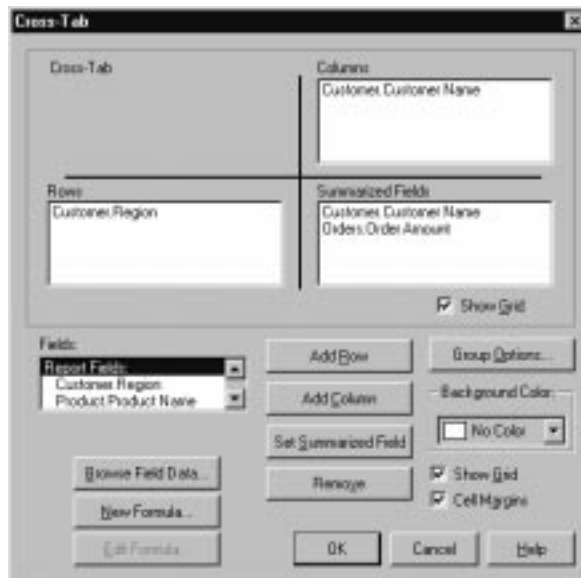 Cross-Tab
Cross-Tab
Columns
Customer.Customer Name
Rows
Customer.Region
Summarized Fields
Customer.Customer Name
Orders.Order Amount
Show Grid
Fields:
Report Fields:
Customer.Region
Product.Product Name
Add Row
Group Options...
Add Column
Background Color:
No Color
Set Summarized Field
Browse Field Data...
Remove
Show Grid
Cell Margins
New Formula...
Edit Formula...
OK
Cancel
Help